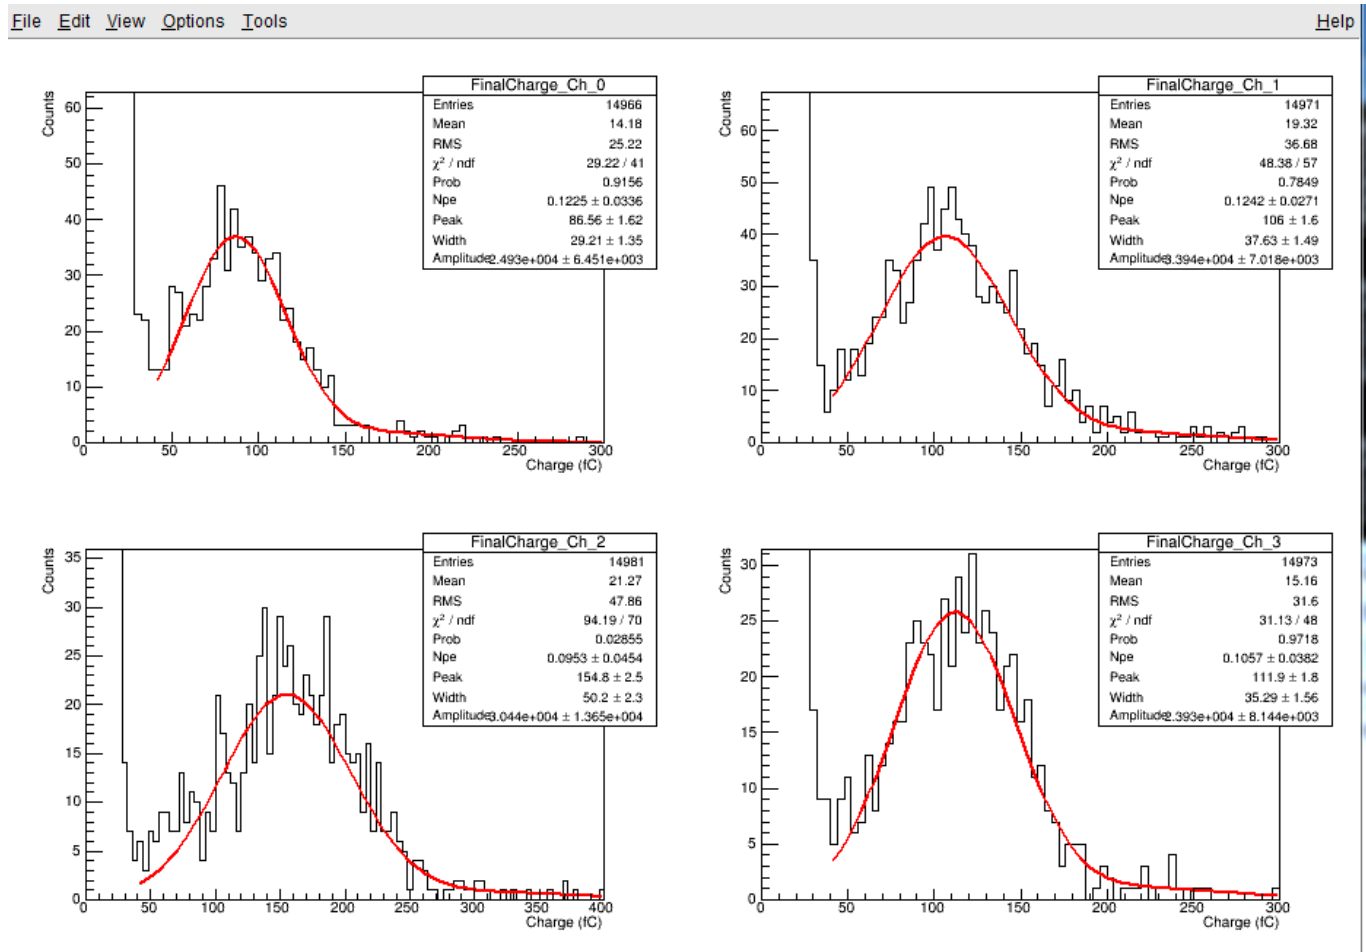 File Edit View Options Tools Help
FinalCharge_Ch_0
Entries 14966
Mean 14.18
RMS 25.22
χ² / ndf 29.22 / 41
Prob 0.9156
Npe 0.1225 ± 0.0336
Peak 86.56 ± 1.62
Width 29.21 ± 1.35
Amplitude 2.493e+004 ± 6.451e+003
Counts
60
50
40
30
20
10
0
0 50 100 150 200 250 300
Charge (fC)
FinalCharge_Ch_1
Entries 14971
Mean 19.32
RMS 36.68
χ² / ndf 48.38 / 57
Prob 0.7849
Npe 0.1242 ± 0.0271
Peak 106 ± 1.6
Width 37.63 ± 1.49
Amplitude 3.394e+004 ± 7.018e+003
Counts
60
50
40
30
20
10
0
0 50 100 150 200 250 300
Charge (fC)
FinalCharge_Ch_2
Entries 14981
Mean 21.27
RMS 47.86
χ² / ndf 94.19 / 70
Prob 0.02855
Npe 0.0953 ± 0.0454
Peak 154.8 ± 2.5
Width 50.2 ± 2.3
Amplitude 3.044e+004 ± 1.365e+004
Counts
35
30
25
20
15
10
5
0
0 50 100 150 200 250 300 350 400
Charge (fC)
FinalCharge_Ch_3
Entries 14973
Mean 15.16
RMS 31.6
χ² / ndf 31.13 / 48
Prob 0.9718
Npe 0.1057 ± 0.0382
Peak 111.9 ± 1.8
Width 35.29 ± 1.56
Amplitude 2.393e+004 ± 8.144e+003
Counts
30
25
20
15
10
5
0
0 50 100 150 200 250 300
Charge (fC)